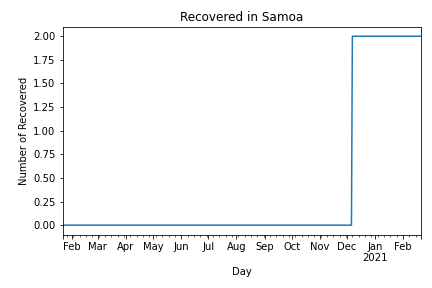 Recovered in Samoa
Number of Recovered
2.00
1.75
1.50
1.25
1.00
0.75
0.50
0.25
0.00
Feb Mar Apr May Jun Jul Aug Sep Oct Nov Dec Jan Feb
2021
Day